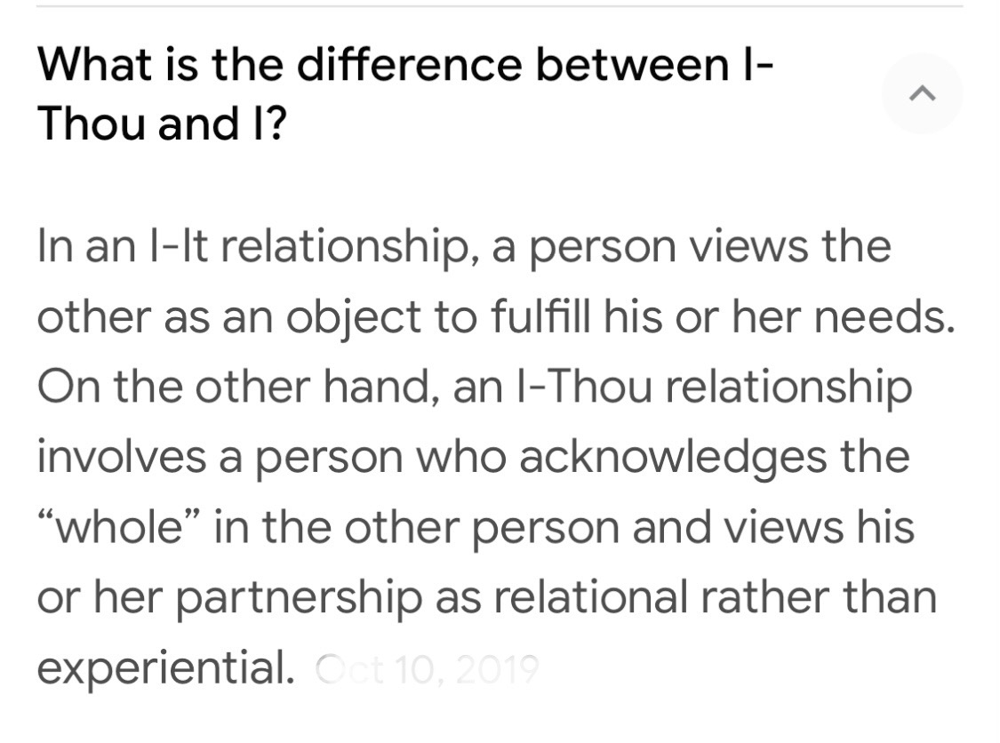 What is the difference between I-
Thou and I?
In an I-It relationship, a person views the
other as an object to fulfill his or her needs.
On the other hand, an I-Thou relationship
involves a person who acknowledges the
“whole” in the other person and views his
or her partnership as relational rather than
experiential. Oct 10, 2019